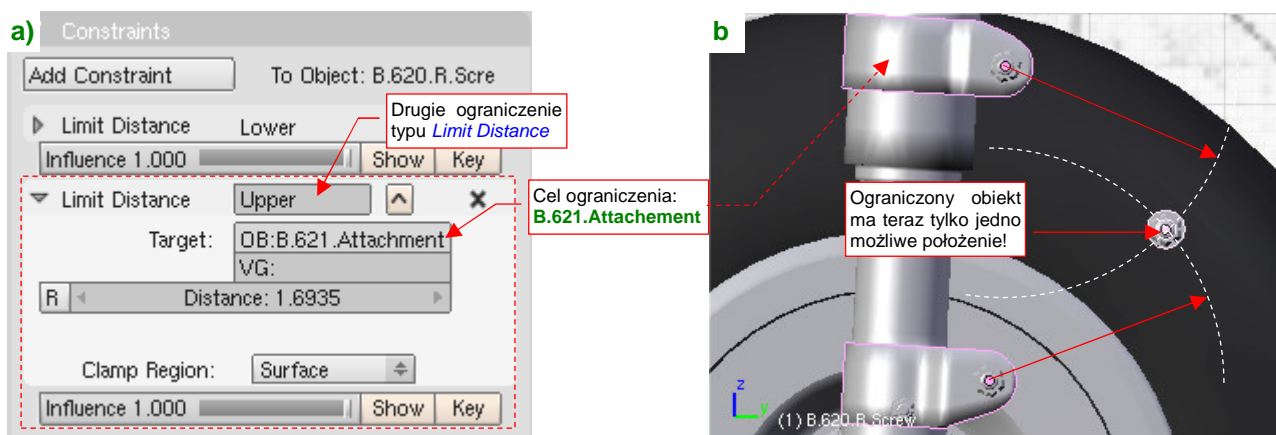 a)
Constraints
Add Constraint To Object: B.620.R.Scre
Limit Distance Lower
Influence 1.000 Show Key
Drugie ograniczenie
typu Limit Distance
Limit Distance Upper
Target: OB:B.621.Attachment
VG:
R Distance: 1.6935
Clamp Region: Surface
Influence 1.000 Show Key
Cel ograniczenia:
B.621.Attachement
b
Ograniczony obiekt
ma teraz tylko jedno
możliwe położenie!
z
y
(1) B.620.R.Screw